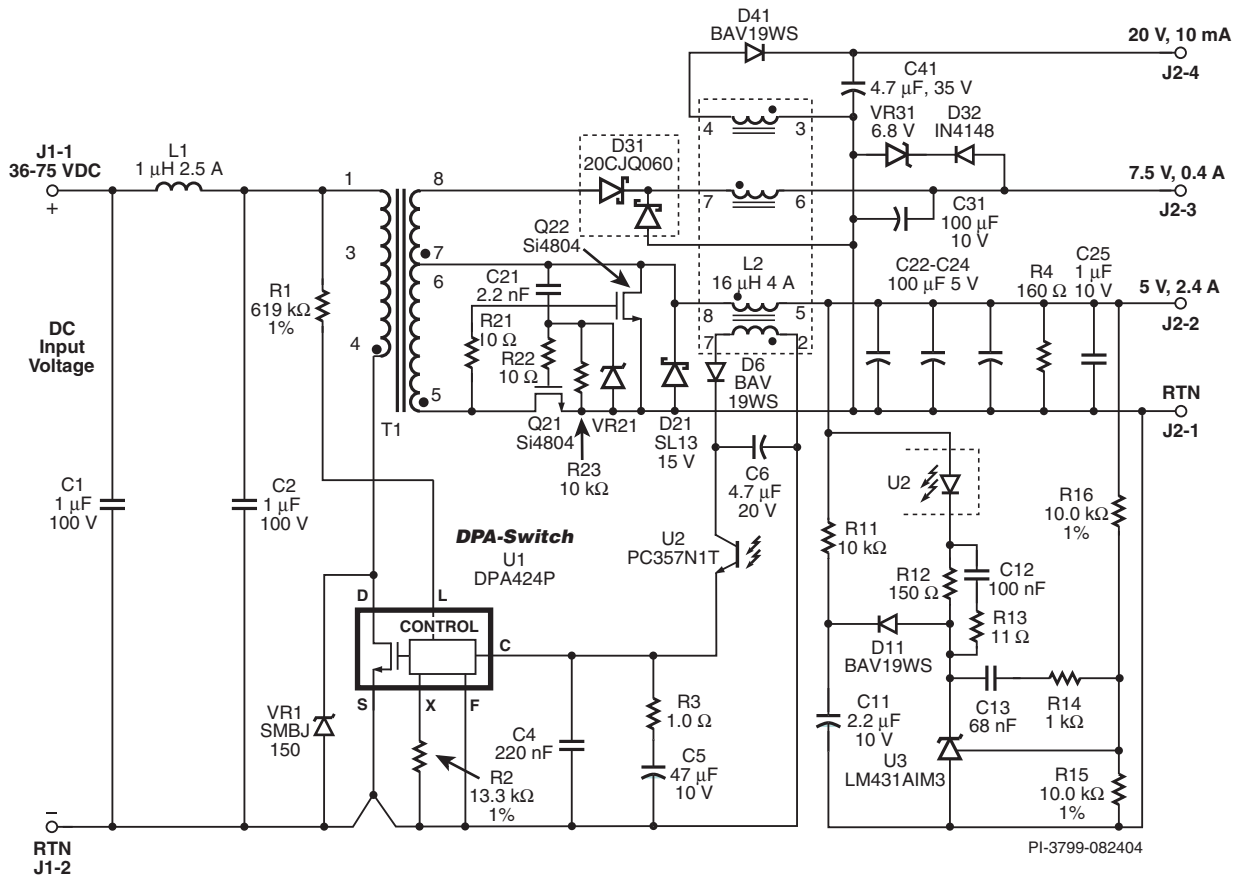 D41
BAV19WS
20 V, 10 mA
J2-4
C41
4.7 µF, 35 V
4
3
VR31
6.8 V
D32
IN4148
D31
20CJQ060
J1-1
36-75 VDC
+
L1
1 µH 2.5 A
1
8
7
6
7.5 V, 0.4 A
J2-3
C31
100 µF
10 V
Q22
Si4804
3
7
6
C21
2.2 nF
L2
16 µH 4 A
C22-C24
100 µF 5 V
R4
160 Ω
C25
1 µF
10 V
5 V, 2.4 A
J2-2
R1
619 kΩ
1%
DC
Input
Voltage
4
8
5
R21
10 Ω
R22
10 Ω
7
2
D6
BAV
19WS
5
RTN
J2-1
T1
Q21
Si4804
VR21
D21
SL13
15 V
R23
10 kΩ
C6
4.7 µF
20 V
U2
C1
1 µF
100 V
C2
1 µF
100 V
R16
10.0 kΩ
1%
R11
10 kΩ
DPA-Switch
U1
DPA424P
U2
PC357N1T
R12
150 Ω
C12
100 nF
R13
11 Ω
D
L
CONTROL
C
S
X
F
D11
BAV19WS
VR1
SMBJ
150
C4
220 nF
R3
1.0 Ω
C5
47 µF
10 V
C11
2.2 µF
10 V
C13
68 nF
R14
1 kΩ
R2
13.3 kΩ
1%
U3
LM431AIM3
R15
10.0 kΩ
1%
–
RTN
J1-2
PI-3799-082404